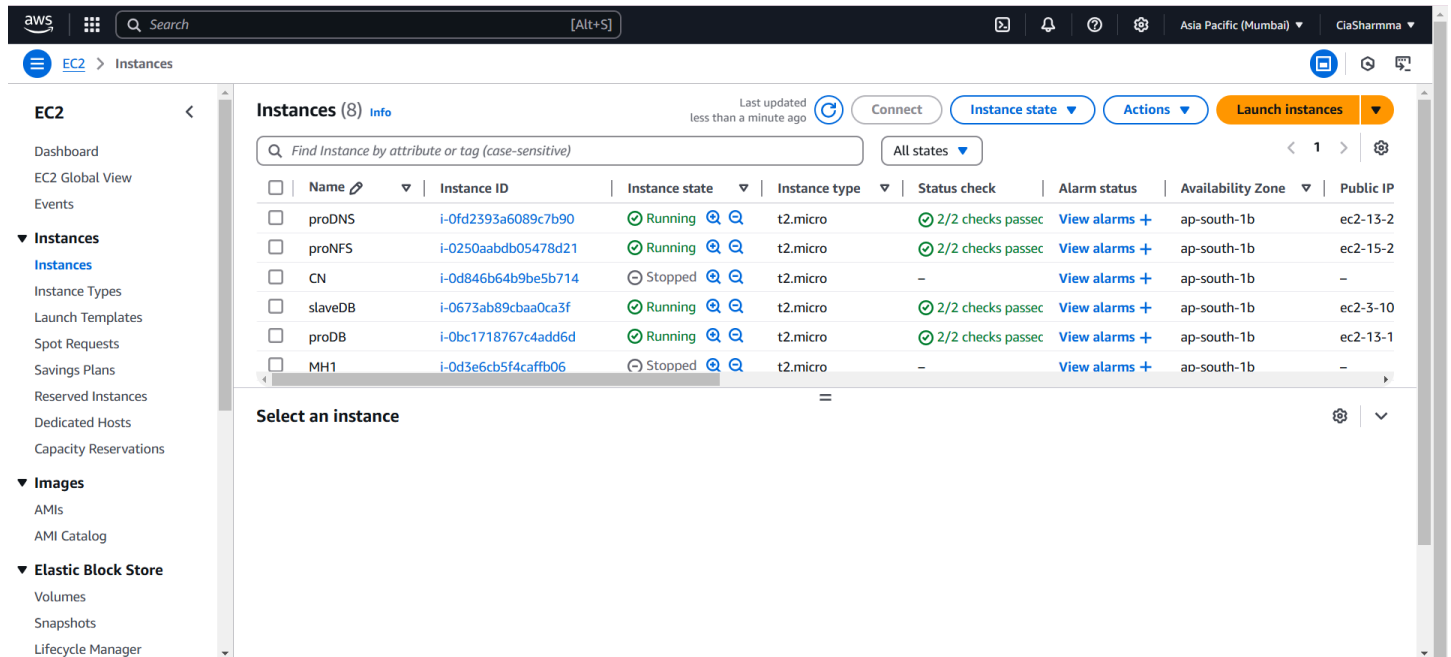 aws
Search [Alt+S]
Asia Pacific (Mumbai)
CiaSharmma
EC2 > Instances
EC2
Dashboard
EC2 Global View
Events
Instances
Instances
Instance Types
Launch Templates
Spot Requests
Savings Plans
Reserved Instances
Dedicated Hosts
Capacity Reservations
Images
AMIs
AMI Catalog
Elastic Block Store
Volumes
Snapshots
Lifecycle Manager
Instances (8) Info
Last updated
less than a minute ago
Connect
Instance state
Actions
Launch instances
Find Instance by attribute or tag (case-sensitive)
All states
1
Name Instance ID Instance state Instance type Status check Alarm status Availability Zone Public IP
proDNS i-0fd2393a6089c7b90 Running t2.micro 2/2 checks passed View alarms + ap-south-1b ec2-13-2
proNFS i-0250aabdb05478d21 Running t2.micro 2/2 checks passed View alarms + ap-south-1b ec2-15-2
CN i-0d846b64b9be5b714 Stopped t2.micro – View alarms + ap-south-1b –
slaveDB i-0673ab89cbaa0ca3f Running t2.micro 2/2 checks passed View alarms + ap-south-1b ec2-3-10
proDB i-0bc1718767c4add6d Running t2.micro 2/2 checks passed View alarms + ap-south-1b ec2-13-1
MH1 i-0d3e6cb5f4caffb06 Stopped t2.micro – View alarms + ap-south-1b –
Select an instance